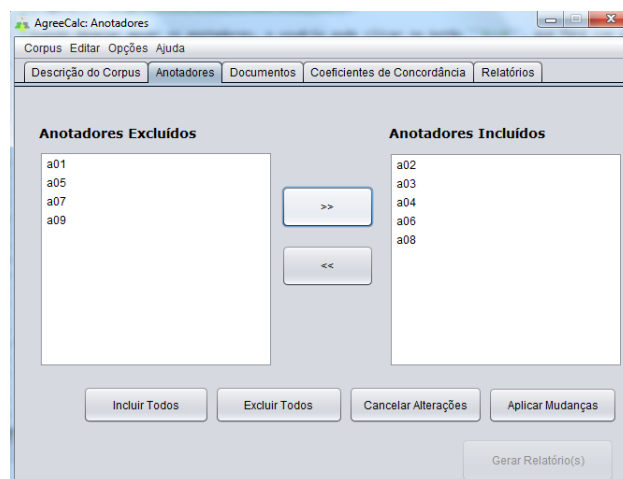 AgreeCalc: Anotadores
Corpus Editar Opções Ajuda
Descrição do Corpus Anotadores Documentos Coeficientes de Concordância Relatórios
Anotadores Excluídos
a01
a05
a07
a09
>>
<<
Anotadores Incluídos
a02
a03
a04
a06
a08
Incluir Todos Excluir Todos Cancelar Alterações Aplicar Mudanças
Gerar Relatório(s)